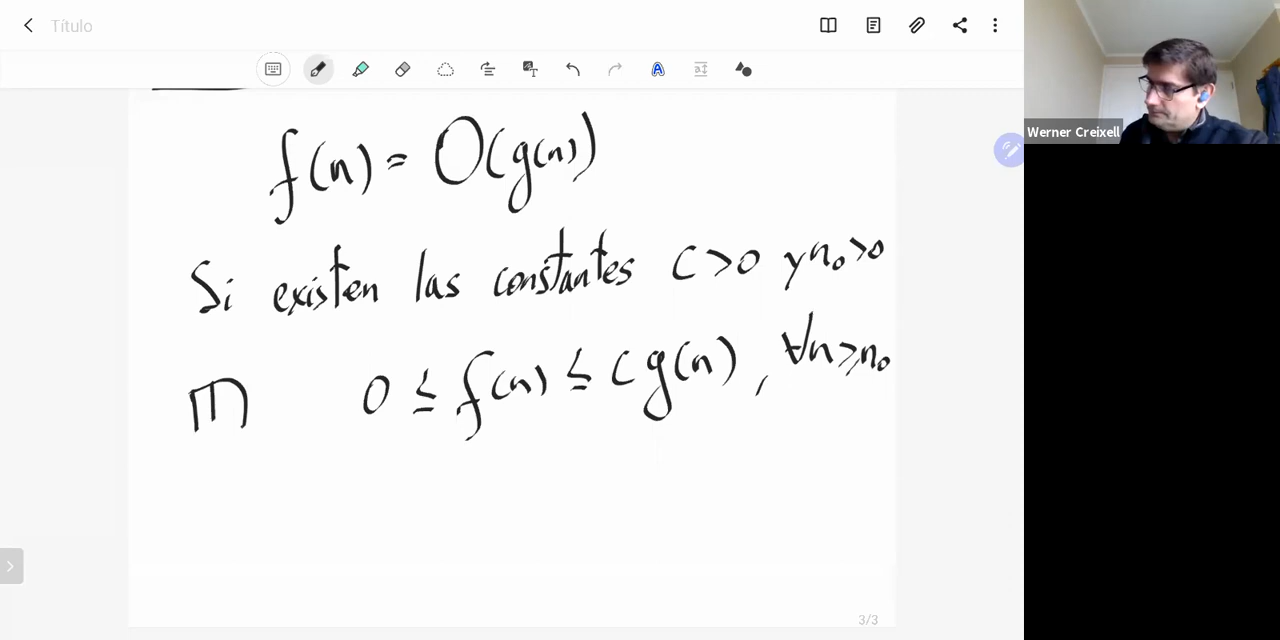 Título
f(n) = O(g(n))
Si existen las constantes c > 0 y n₀ > 0
0 ≤ f(n) ≤ c g(n), ∀n ≥ n₀
3/3
Werner Creixell